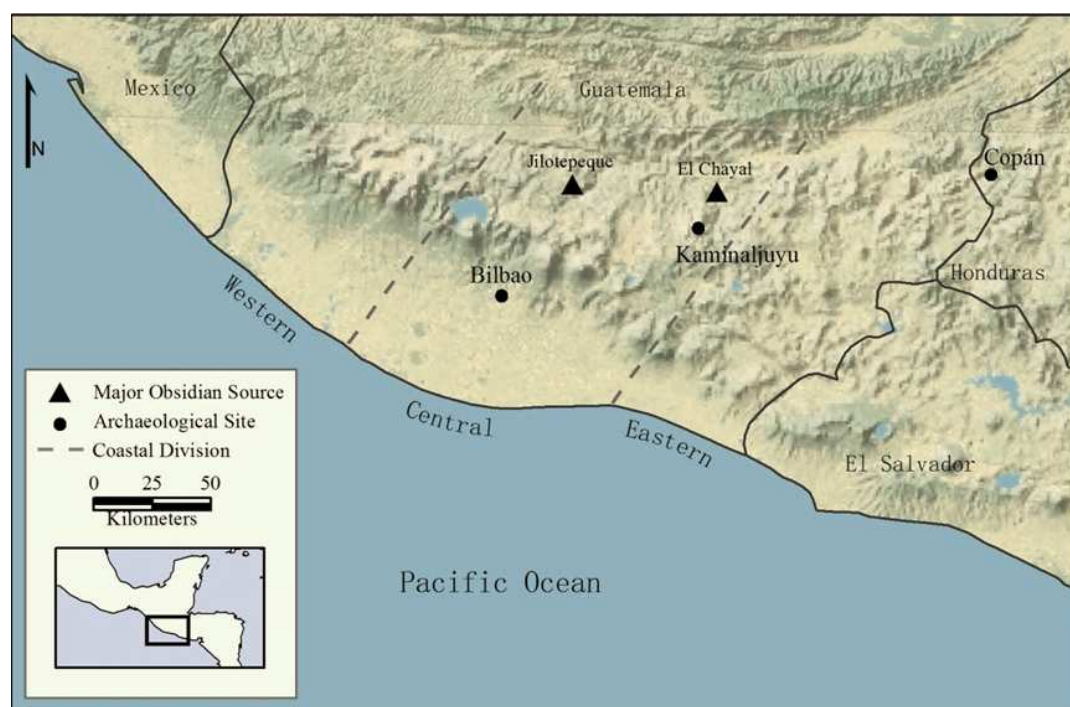 Mexico
Guatemala
Jilotepeque
El Chayal
Copán
Kaminaljuyu
Bilbao
Honduras
Western
Central
Eastern
El Salvador
Pacific Ocean
N
Major Obsidian Source
Archaeological Site
Coastal Division
0 25 50
Kilometers